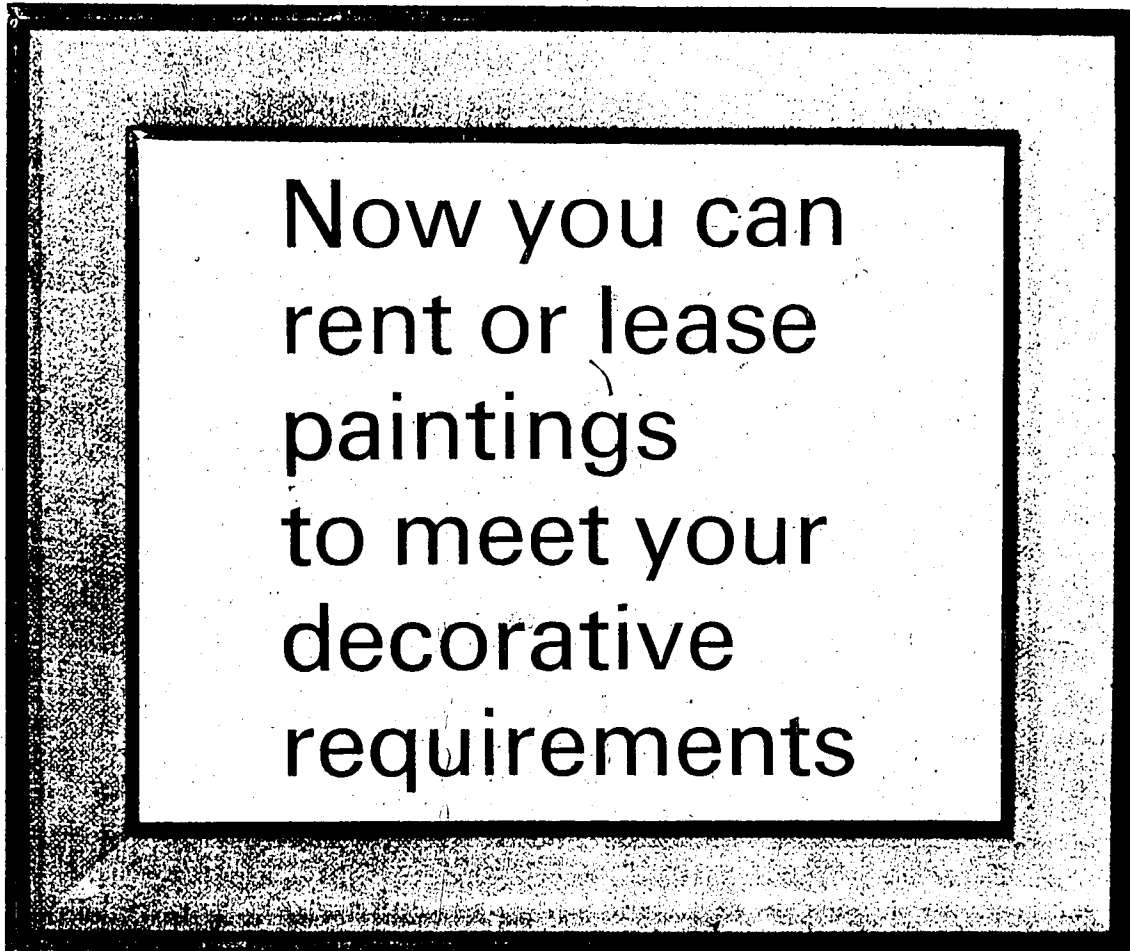 Now you can
rent or lease
paintings
to meet your
decorative
requirements